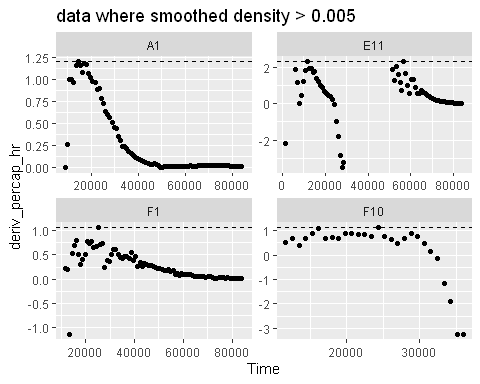 data where smoothed density > 0.005
A1
E11
1.25
1.00
0.75
0.50
0.25
0.00
2
0
-2
20000 40000 60000 80000
0 20000 40000 60000 80000
F1
F10
1.0
0.5
0.0
-0.5
-1.0
1
0
-1
-2
-3
20000 40000 60000 80000
20000 30000
deriv_percap_hr
Time